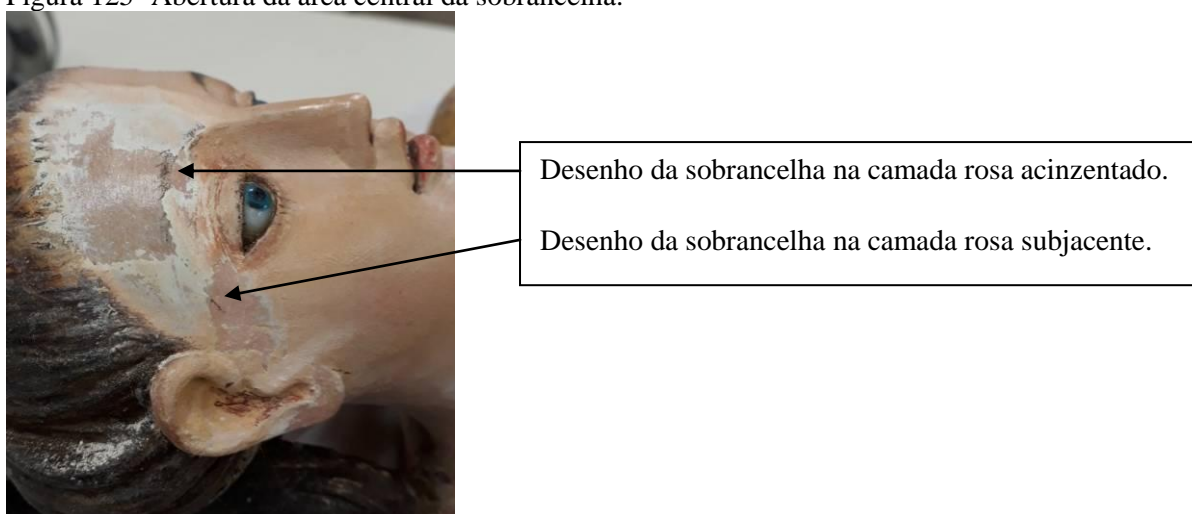 Figura 123- Abertura da área central da sobrancelha.
Desenho da sobrancelha na camada rosa acinzentado.
Desenho da sobrancelha na camada rosa subjacente.